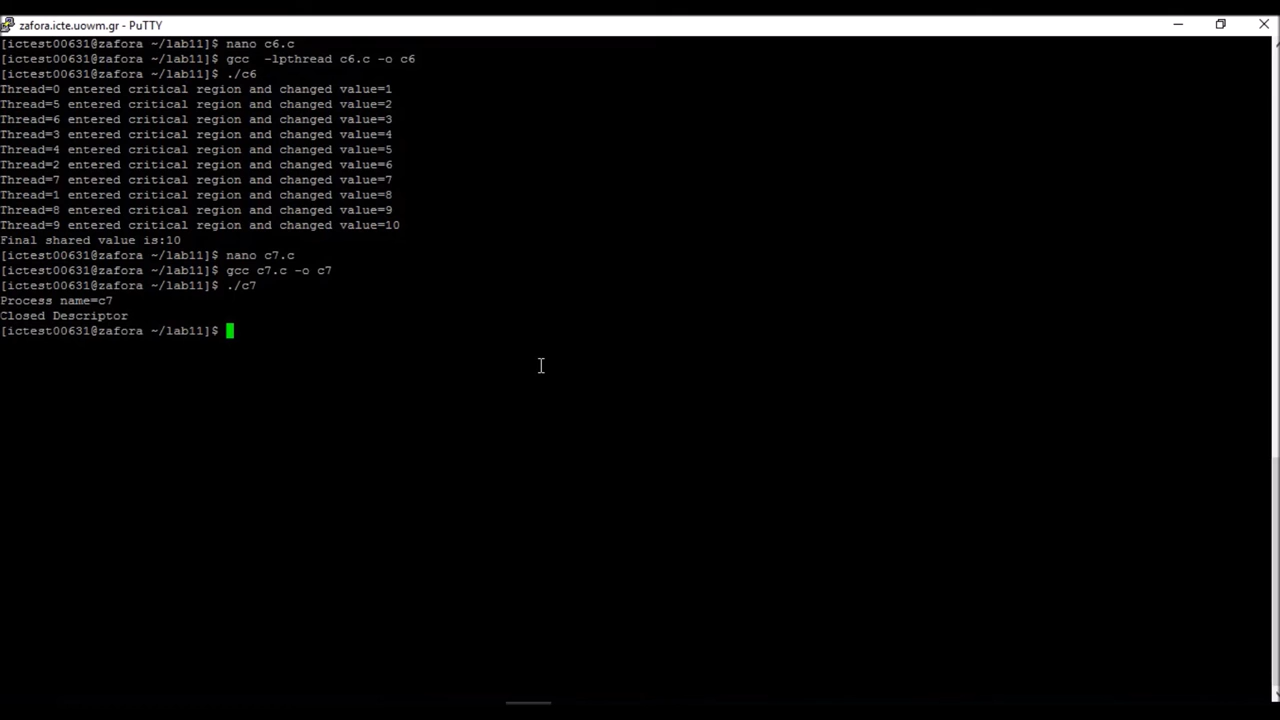 zafora.icte.uowm.gr - PuTTY
[ictest00631@zafora ~/lab11]$ nano c6.c
[ictest00631@zafora ~/lab11]$ gcc  -lpthread c6.c -o c6
[ictest00631@zafora ~/lab11]$ ./c6
Thread=0 entered critical region and changed value=1
Thread=5 entered critical region and changed value=2
Thread=6 entered critical region and changed value=3
Thread=3 entered critical region and changed value=4
Thread=4 entered critical region and changed value=5
Thread=2 entered critical region and changed value=6
Thread=7 entered critical region and changed value=7
Thread=1 entered critical region and changed value=8
Thread=8 entered critical region and changed value=9
Thread=9 entered critical region and changed value=10
Final shared value is:10
[ictest00631@zafora ~/lab11]$ nano c7.c
[ictest00631@zafora ~/lab11]$ gcc c7.c -o c7
[ictest00631@zafora ~/lab11]$ ./c7
Process name=c7
Closed Descriptor
[ictest00631@zafora ~/lab11]$